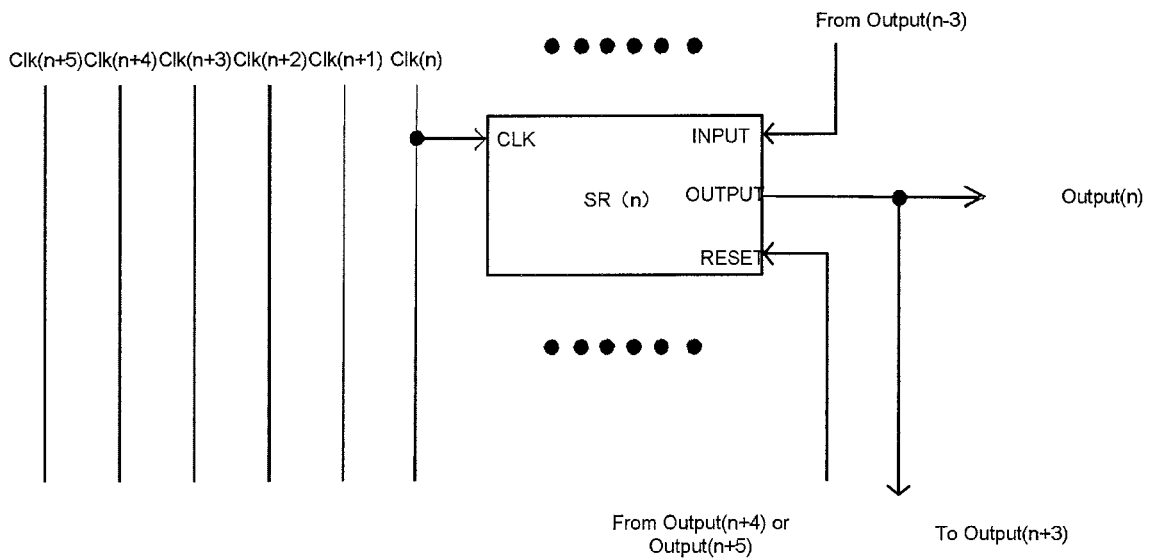 From Output(n-3)
Clk(n+5) Clk(n+4) Clk(n+3) Clk(n+2) Clk(n+1) Clk(n)
CLK
INPUT
SR (n)
OUTPUT
Output(n)
RESET
From Output(n+4) or
Output(n+5)
To Output(n+3)